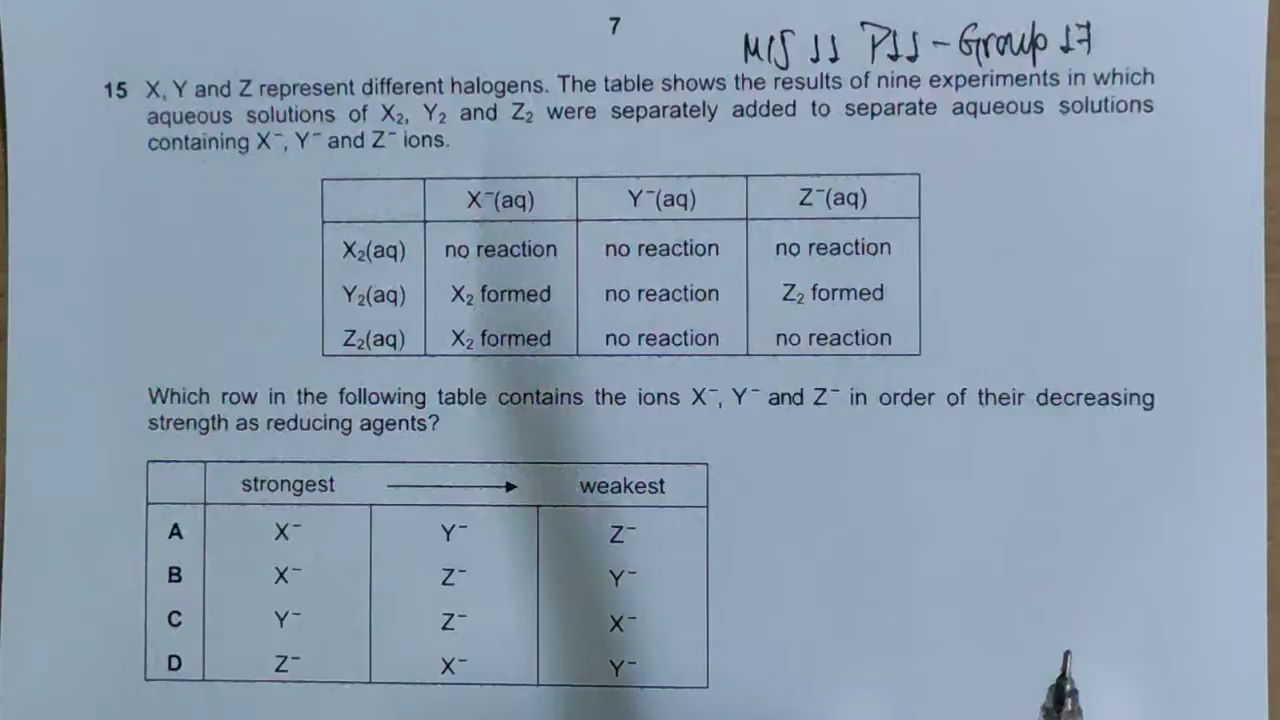 7
M/J 11 P11 - Group 17
15 X, Y and Z represent different halogens. The table shows the results of nine experiments in which
aqueous solutions of X₂, Y₂ and Z₂ were separately added to separate aqueous solutions
containing X⁻, Y⁻ and Z⁻ ions.
X⁻(aq) Y⁻(aq) Z⁻(aq)
X₂(aq) no reaction no reaction no reaction
Y₂(aq) X₂ formed no reaction Z₂ formed
Z₂(aq) X₂ formed no reaction no reaction
Which row in the following table contains the ions X⁻, Y⁻ and Z⁻ in order of their decreasing
strength as reducing agents?
strongest → weakest
A X⁻ Y⁻ Z⁻
B X⁻ Z⁻ Y⁻
C Y⁻ Z⁻ X⁻
D Z⁻ X⁻ Y⁻